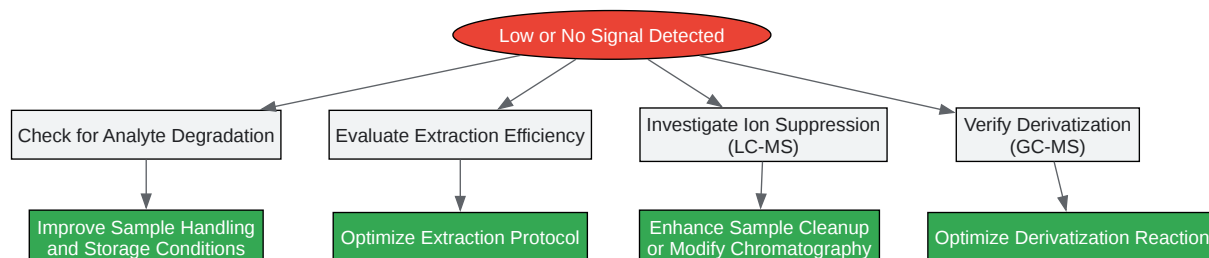 Low or No Signal Detected
Check for Analyte Degradation
Evaluate Extraction Efficiency
Investigate Ion Suppression
(LC-MS)
Verify Derivatization
(GC-MS)
Improve Sample Handling
and Storage Conditions
Optimize Extraction Protocol
Enhance Sample Cleanup
or Modify Chromatography
Optimize Derivatization Reaction